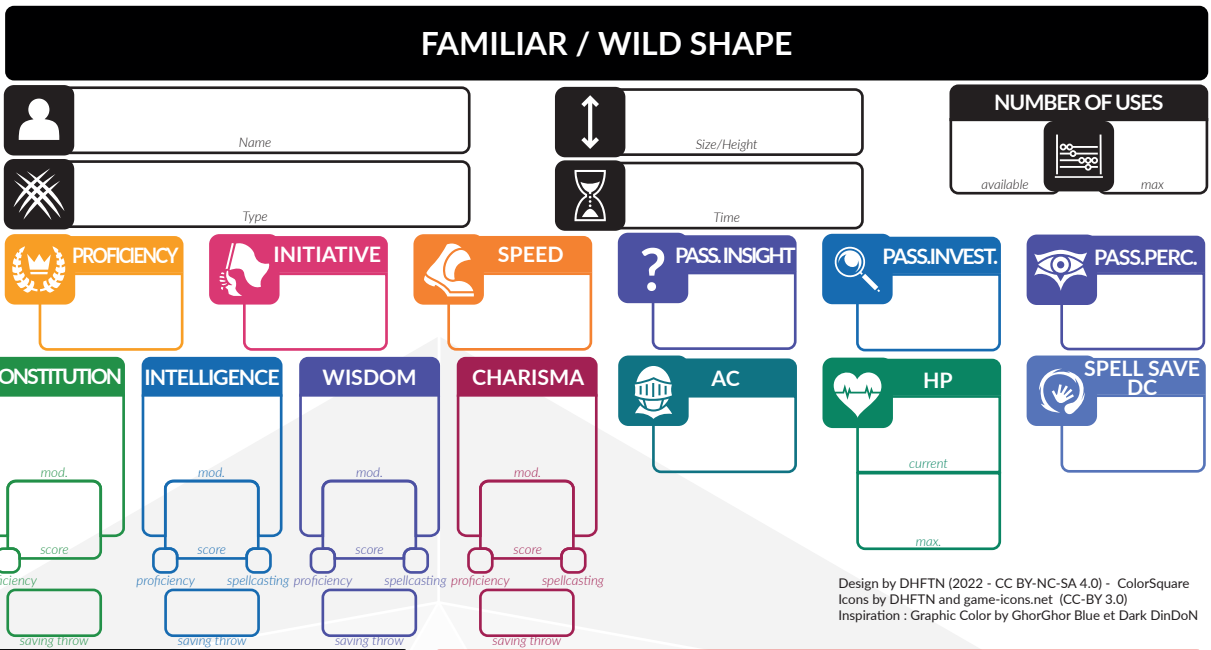 FAMILIAR / WILD SHAPE
Name
Size/Height
NUMBER OF USES
available
max
Type
Time
PROFICIENCY
INITIATIVE
SPEED
PASS. INSIGHT
PASS.INVEST.
PASS.PERC.
ONSTITUTION
INTELLIGENCE
WISDOM
CHARISMA
AC
HP
SPELL SAVE
DC
mod.
mod.
mod.
mod.
current
score
score
score
score
max.
iciency
proficiency
spellcasting
proficiency
spellcasting
proficiency
spellcasting
saving throw
saving throw
saving throw
saving throw
Design by DHFTN (2022 - CC BY-NC-SA 4.0) - ColorSquare
Icons by DHFTN and game-icons.net (CC-BY 3.0)
Inspiration : Graphic Color by GhorGhor Blue et Dark DinDoN